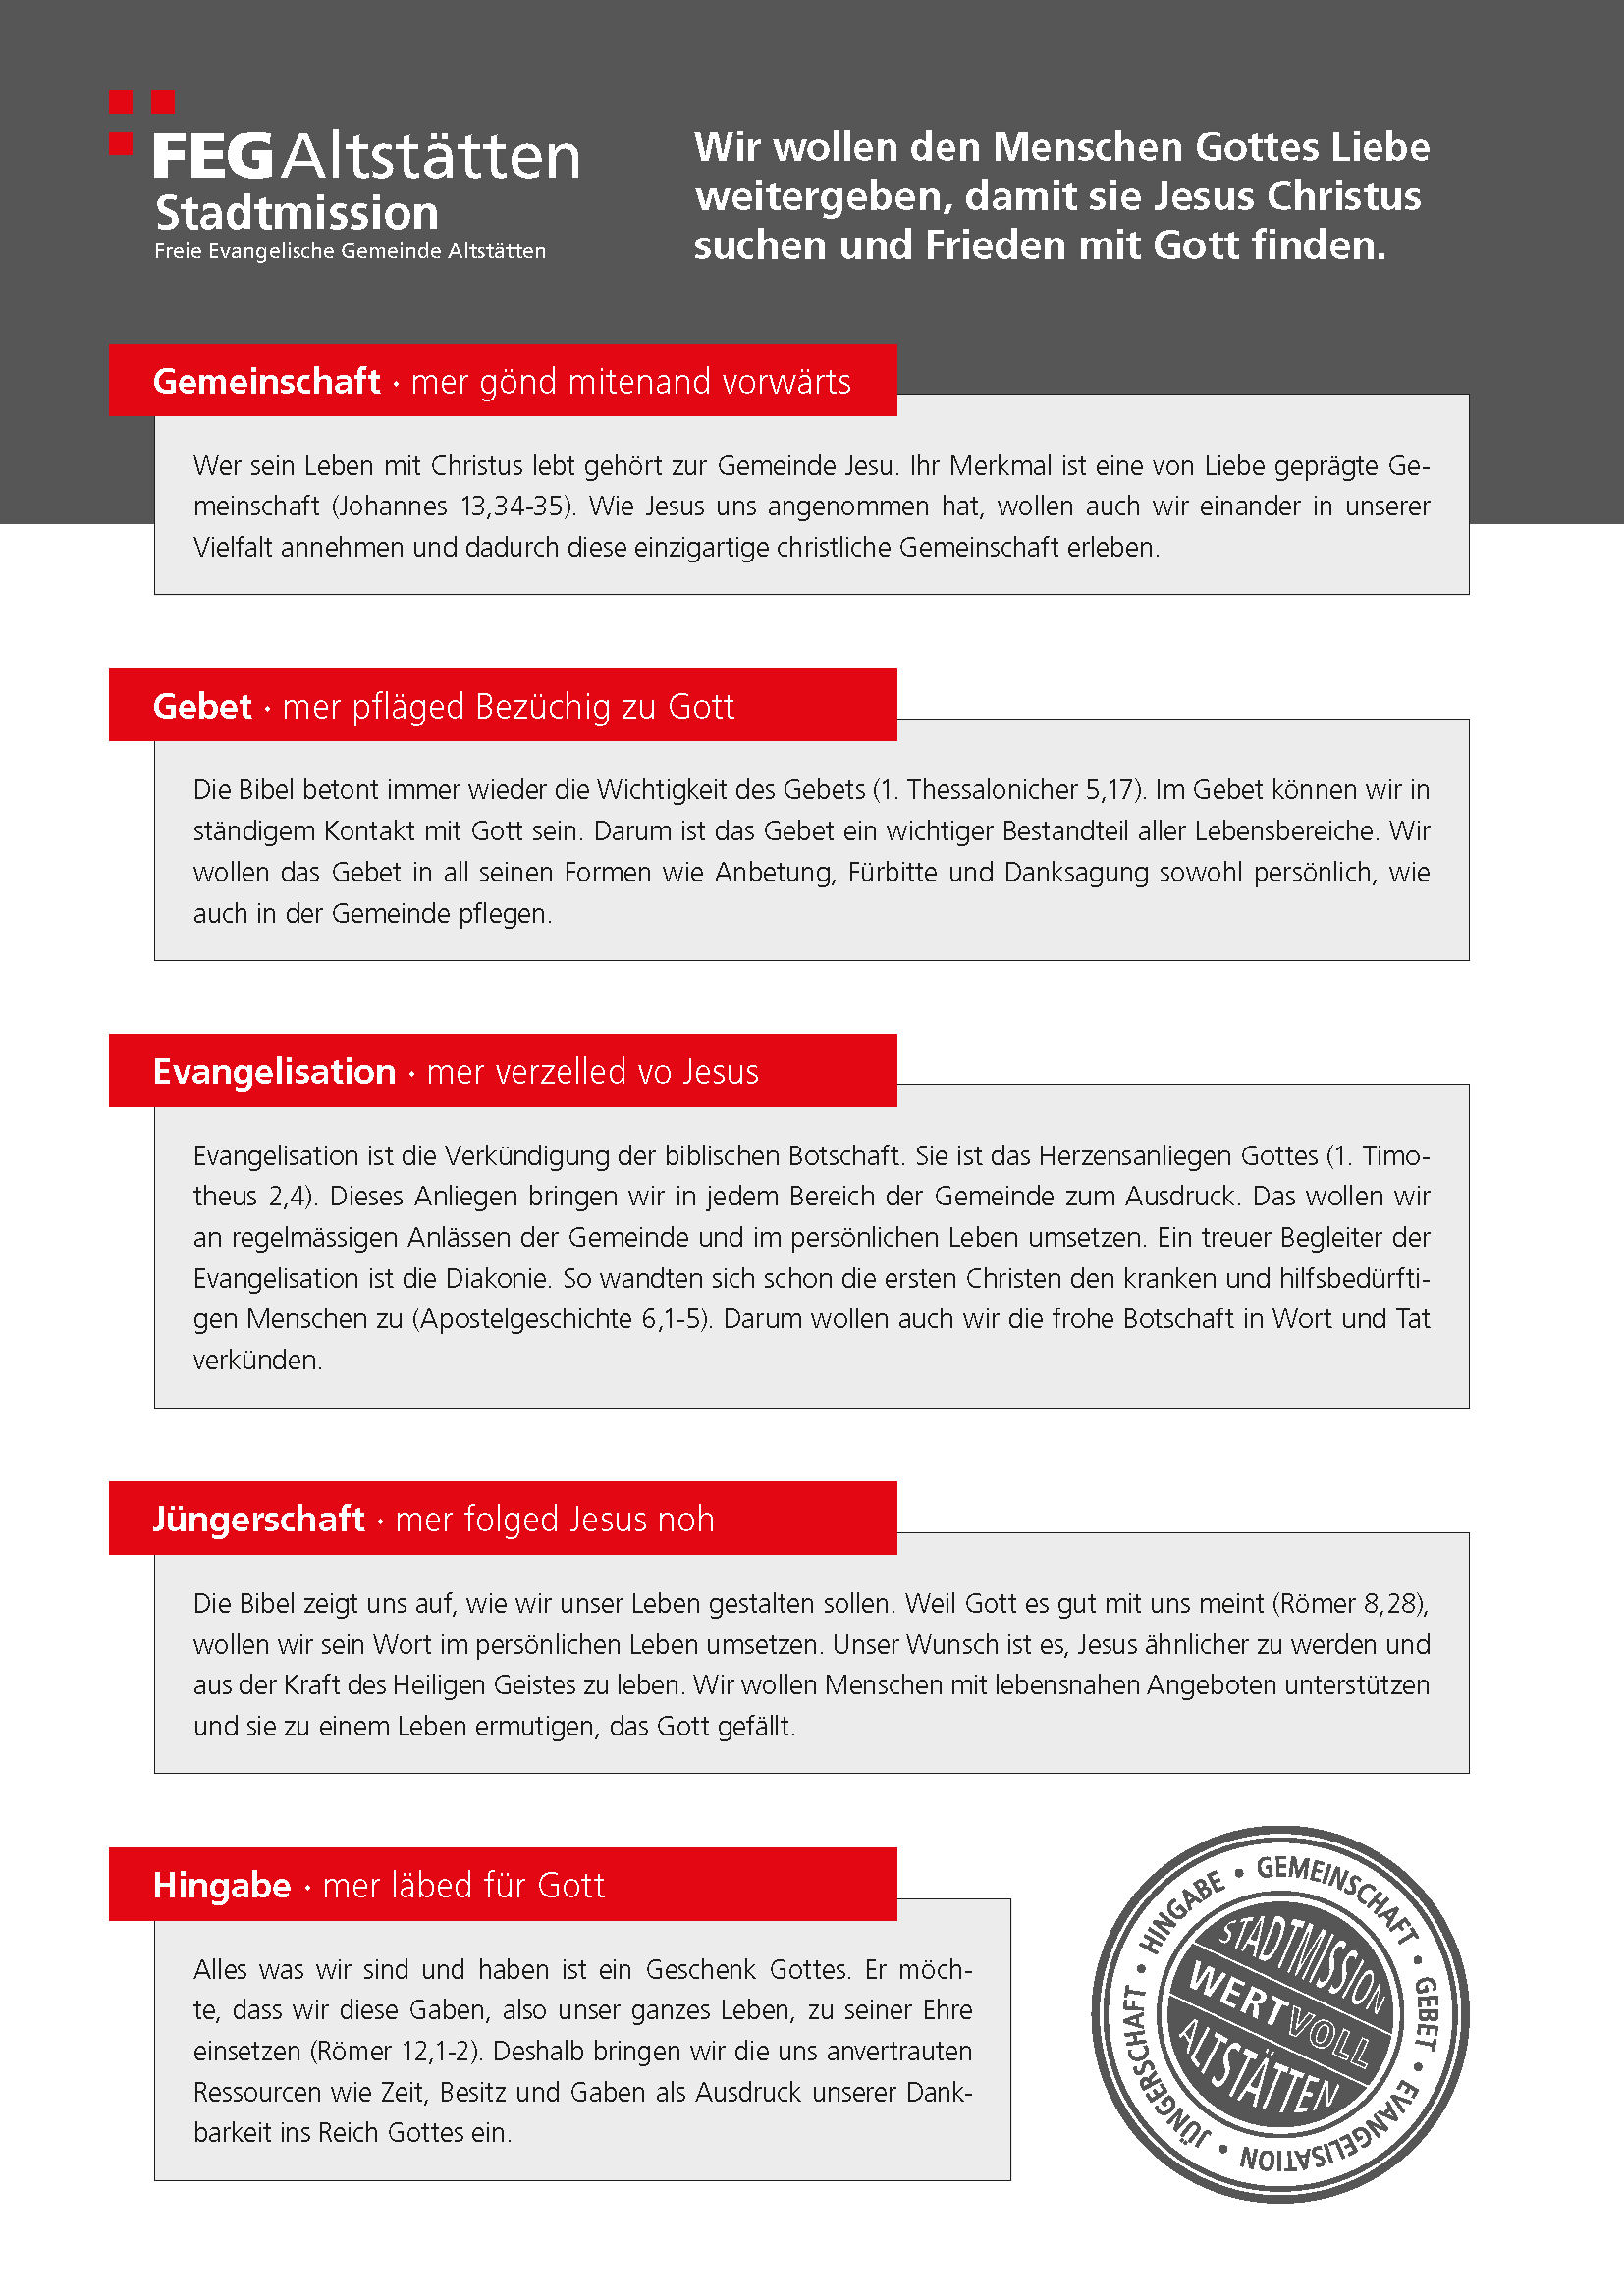 FEG Altstätten
Stadtmission
Freie Evangelische Gemeinde Altstätten
Wir wollen den Menschen Gottes Liebe
weitergeben, damit sie Jesus Christus
suchen und Frieden mit Gott finden.
Gemeinschaft · mer gönd mitenand vorwärts
Wer sein Leben mit Christus lebt gehört zur Gemeinde Jesu. Ihr Merkmal ist eine von Liebe geprägte Ge-
meinschaft (Johannes 13,34-35). Wie Jesus uns angenommen hat, wollen auch wir einander in unserer
Vielfalt annehmen und dadurch diese einzigartige christliche Gemeinschaft erleben.
Gebet · mer pfläged Bezüchig zu Gott
Die Bibel betont immer wieder die Wichtigkeit des Gebets (1. Thessalonicher 5,17). Im Gebet können wir in
ständigem Kontakt mit Gott sein. Darum ist das Gebet ein wichtiger Bestandteil aller Lebensbereiche. Wir
wollen das Gebet in all seinen Formen wie Anbetung, Fürbitte und Danksagung sowohl persönlich, wie
auch in der Gemeinde pflegen.
Evangelisation · mer verzelled vo Jesus
Evangelisation ist die Verkündigung der biblischen Botschaft. Sie ist das Herzensanliegen Gottes (1. Timo-
theus 2,4). Dieses Anliegen bringen wir in jedem Bereich der Gemeinde zum Ausdruck. Das wollen wir
an regelmässigen Anlässen der Gemeinde und im persönlichen Leben umsetzen. Ein treuer Begleiter der
Evangelisation ist die Diakonie. So wandten sich schon die ersten Christen den kranken und hilfsbedürfti-
gen Menschen zu (Apostelgeschichte 6,1-5). Darum wollen auch wir die frohe Botschaft in Wort und Tat
verkünden.
Jüngerschaft · mer folged Jesus noh
Die Bibel zeigt uns auf, wie wir unser Leben gestalten sollen. Weil Gott es gut mit uns meint (Römer 8,28),
wollen wir sein Wort im persönlichen Leben umsetzen. Unser Wunsch ist es, Jesus ähnlicher zu werden und
aus der Kraft des Heiligen Geistes zu leben. Wir wollen Menschen mit lebensnahen Angeboten unterstützen
und sie zu einem Leben ermutigen, das Gott gefällt.
Hingabe · mer läbed für Gott
Alles was wir sind und haben ist ein Geschenk Gottes. Er möch-
te, dass wir diese Gaben, also unser ganzes Leben, zu seiner Ehre
einsetzen (Römer 12,1-2). Deshalb bringen wir die uns anvertrauten
Ressourcen wie Zeit, Besitz und Gaben als Ausdruck unserer Dank-
barkeit ins Reich Gottes ein.
GEMEINSCHAFT • GEBET • EVANGELISATION • JÜNGERSCHAFT • HINGABE •
STADTMISSION
WERTVOLL
ALTSTÄTTEN